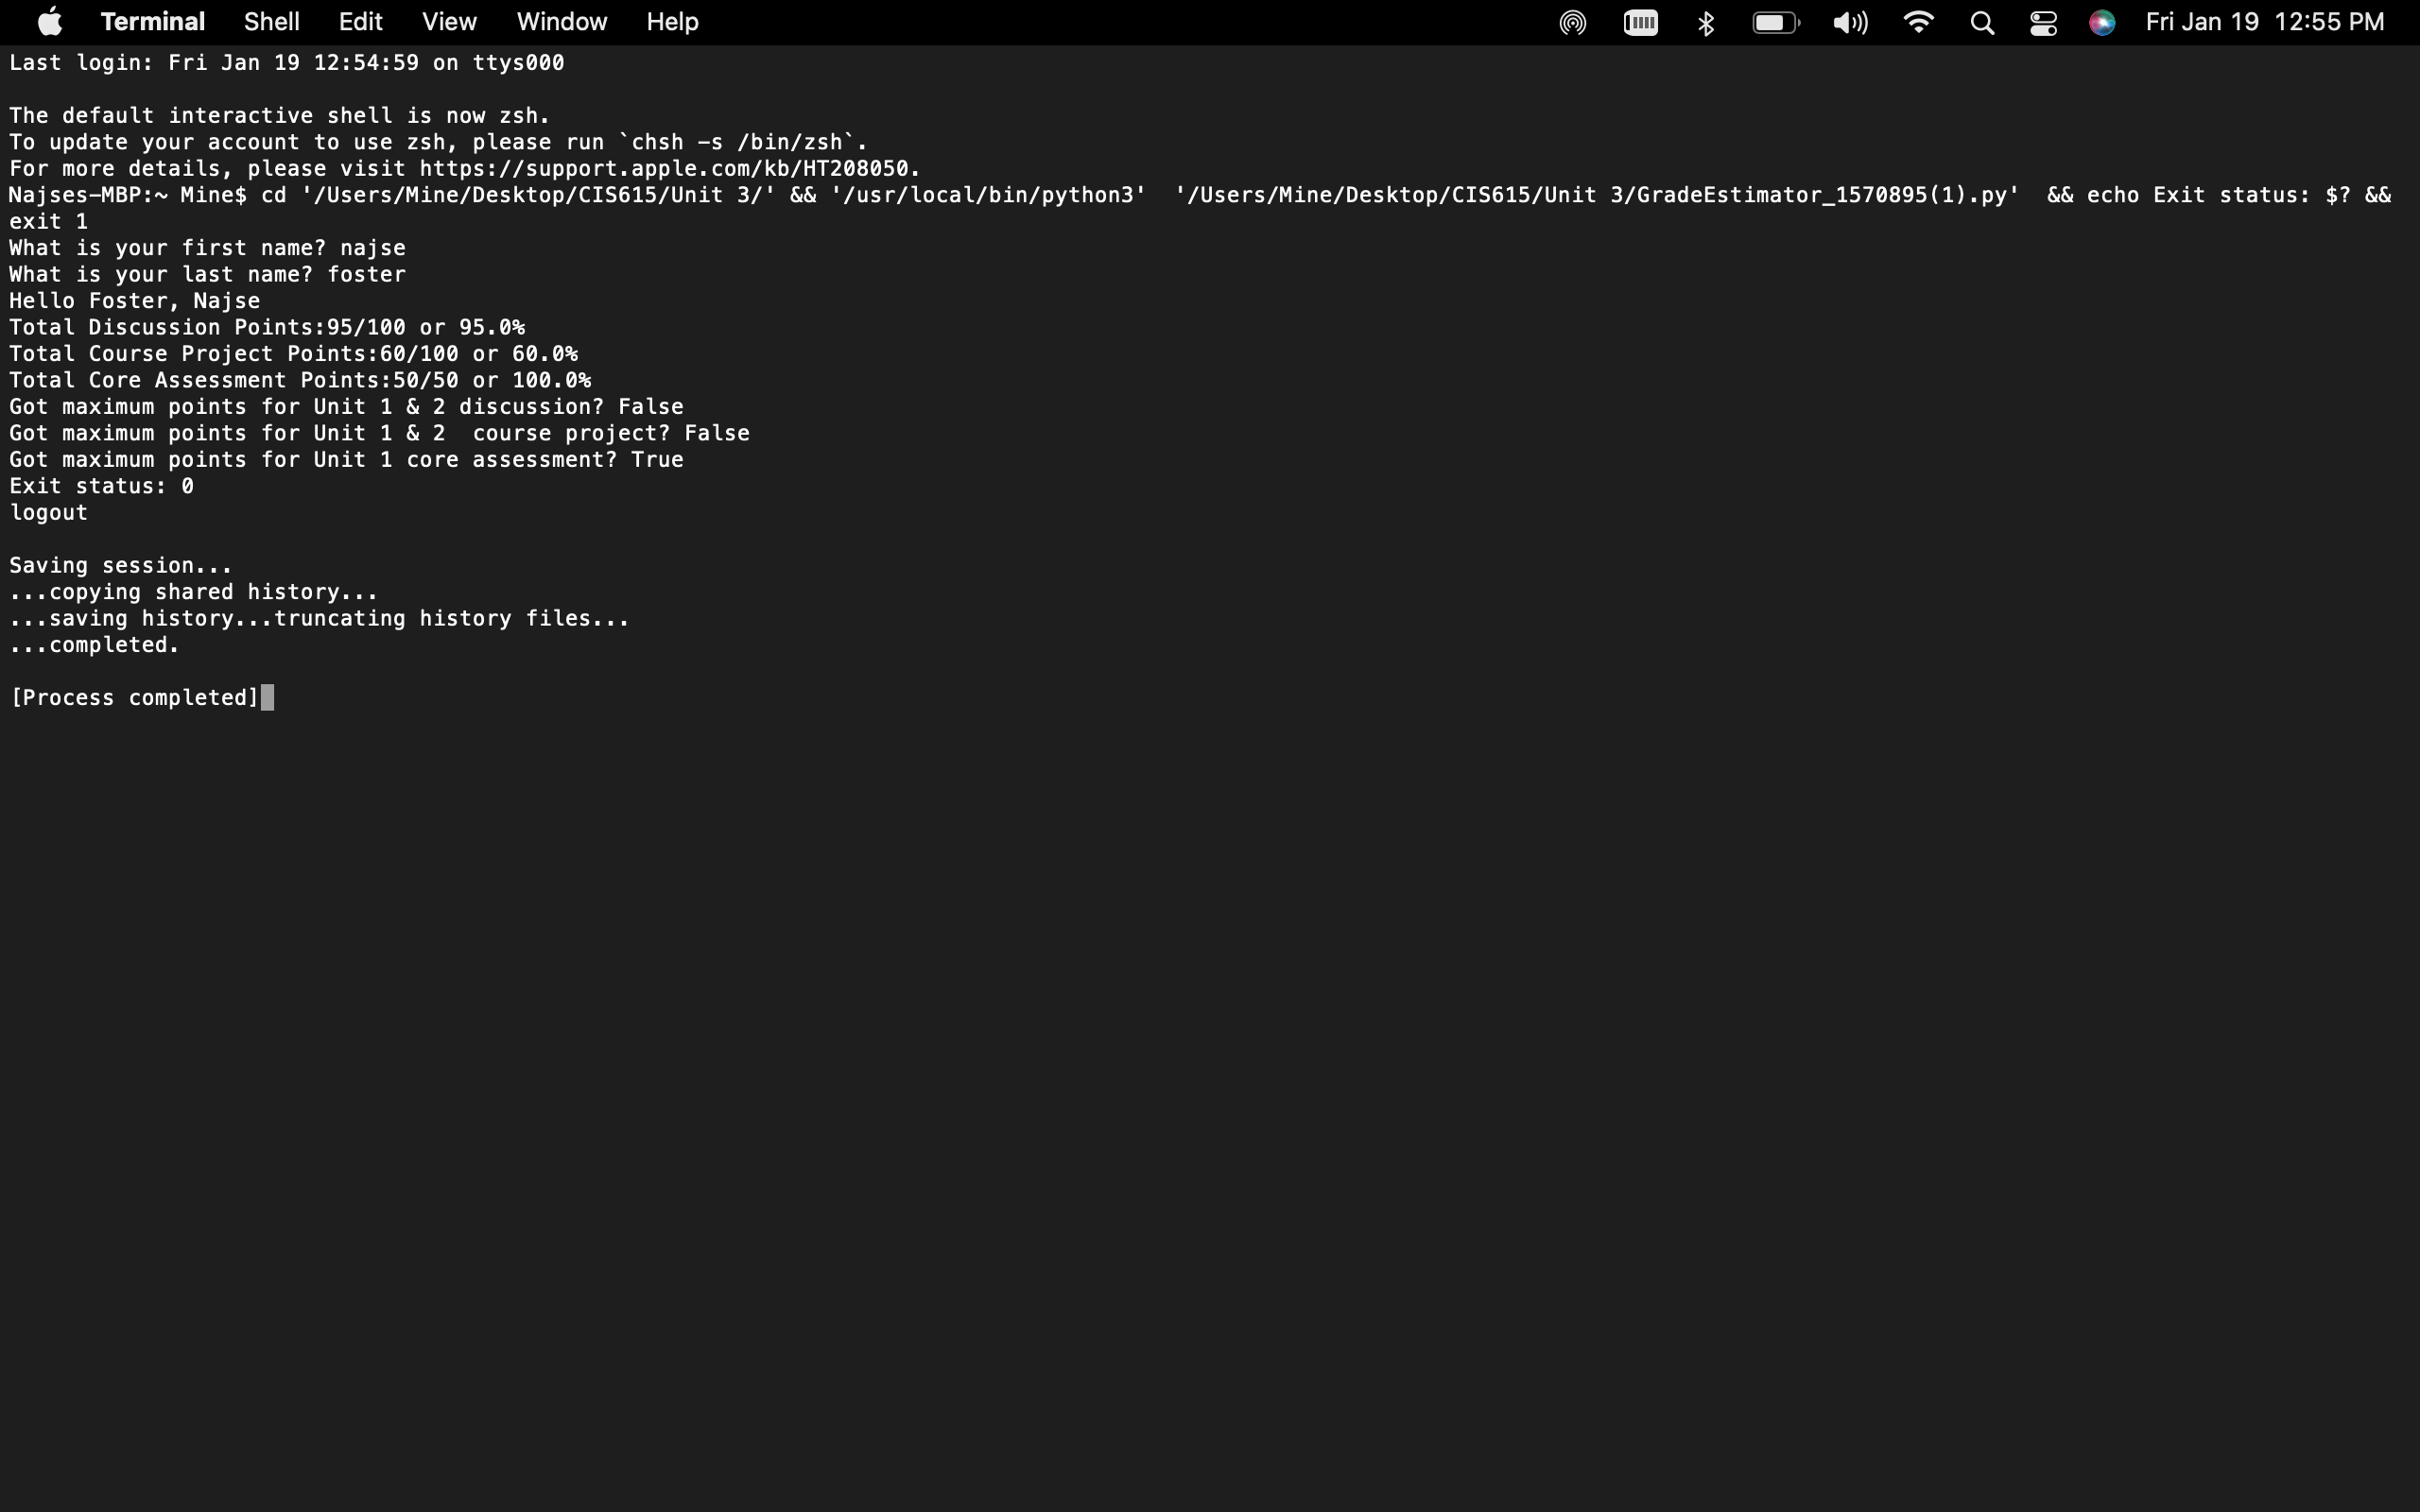 Terminal Shell Edit View Window Help Fri Jan 19 12:55 PM
Last login: Fri Jan 19 12:54:59 on ttys000
The default interactive shell is now zsh.
To update your account to use zsh, please run `chsh -s /bin/zsh`.
For more details, please visit https://support.apple.com/kb/HT208050.
Najses-MBP:~ Mine$ cd '/Users/Mine/Desktop/CIS615/Unit 3/' && '/usr/local/bin/python3'  '/Users/Mine/Desktop/CIS615/Unit 3/GradeEstimator_1570895(1).py'  && echo Exit status: $? &&
exit 1
What is your first name? najse
What is your last name? foster
Hello Foster, Najse
Total Discussion Points:95/100 or 95.0%
Total Course Project Points:60/100 or 60.0%
Total Core Assessment Points:50/50 or 100.0%
Got maximum points for Unit 1 & 2 discussion? False
Got maximum points for Unit 1 & 2  course project? False
Got maximum points for Unit 1 core assessment? True
Exit status: 0
logout
Saving session...
...copying shared history...
...saving history...truncating history files...
...completed.
[Process completed]